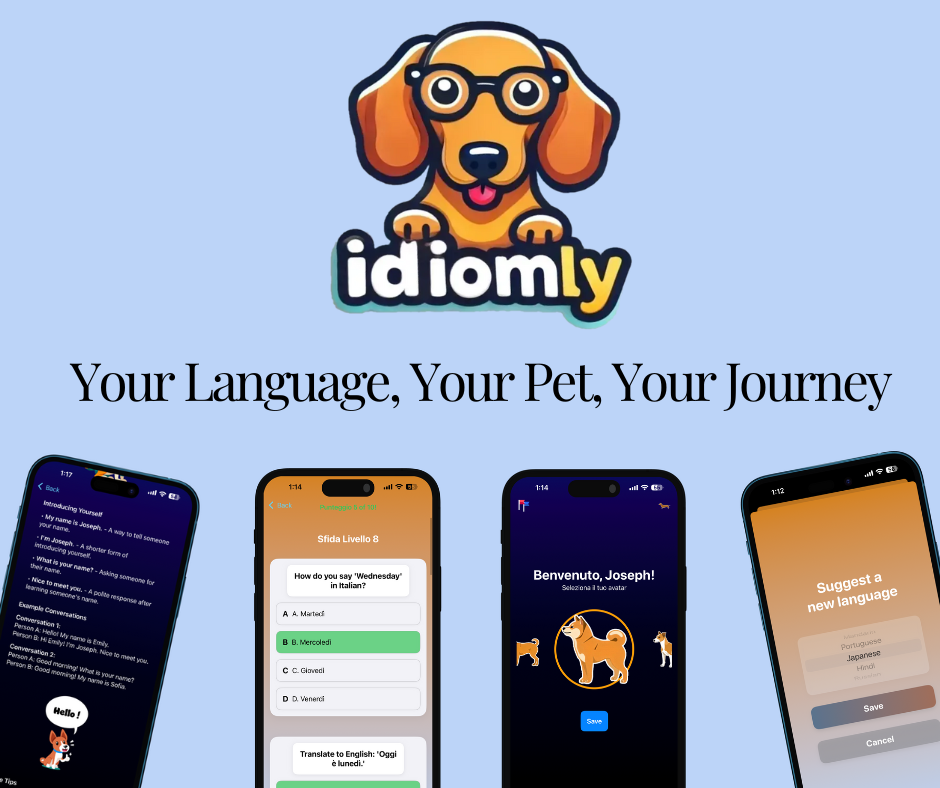 idiomly
Your Language, Your Pet, Your Journey
1:17
Back
Introducing Yourself
• My name is Joseph. - A way to tell someone
your name.
• I'm Joseph. - A shorter form of
introducing yourself.
• What is your name? - Asking someone for
their name.
• Nice to meet you. - A polite response after
learning someone's name.
Example Conversations
Conversation 1:
Person A: Hello! My name is Emily.
Person B: Hi Emily! I'm Joseph. Nice to meet you.
Conversation 2:
Person A: Good morning! What is your name?
Person B: Good morning! My name is Sofia.
Hello !
Tips
1:14
Back
Sfida Livello 8
How do you say 'Wednesday'
in Italian?
A A. Martedì
B B. Mercoledì
C C. Giovedì
D D. Venerdì
Translate to English: 'Oggi
è lunedì.'
1:14
Benvenuto, Joseph!
Seleziona il tuo avatar
Save
1:12
Suggest a
new language
Portuguese
Japanese
Hindi
Save
Cancel